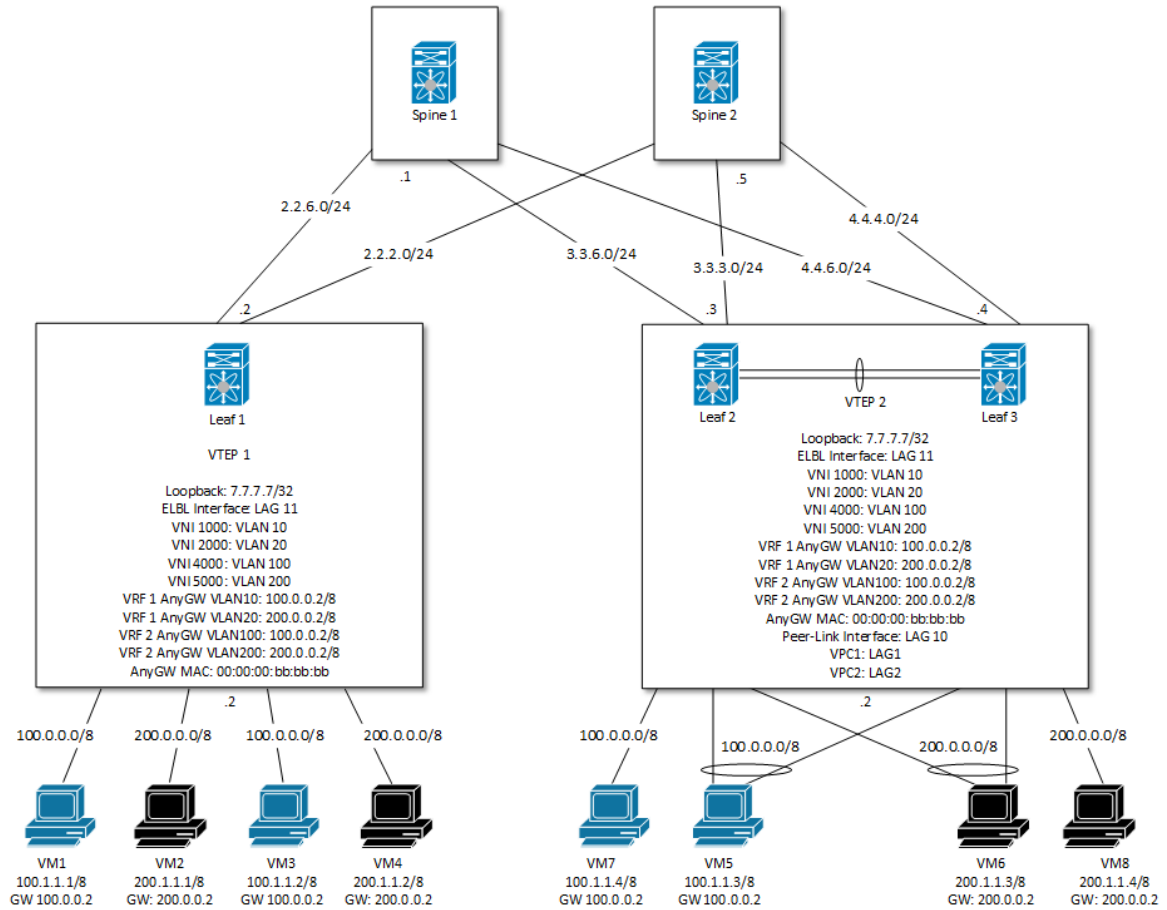 Spine 1
Spine 2
.1
.5
2.2.6.0/24
4.4.4.0/24
2.2.2.0/24
3.3.6.0/24
3.3.3.0/24
4.4.6.0/24
.2
.3
.4
Leaf 1
VTEP 1
Loopback: 7.7.7.7/32
ELBL Interface: LAG 11
VNI 1000: VLAN 10
VNI 2000: VLAN 20
VNI 4000: VLAN 100
VNI 5000: VLAN 200
VRF 1 AnyGW VLAN10: 100.0.0.2/8
VRF 1 AnyGW VLAN20: 200.0.0.2/8
VRF 2 AnyGW VLAN100: 100.0.0.2/8
VRF 2 AnyGW VLAN200: 200.0.0.2/8
AnyGW MAC: 00:00:00:bb:bb:bb
Leaf 2
VTEP 2
Leaf 3
Loopback: 7.7.7.7/32
ELBL Interface: LAG 11
VNI 1000: VLAN 10
VNI 2000: VLAN 20
VNI 4000: VLAN 100
VNI 5000: VLAN 200
VRF 1 AnyGW VLAN10: 100.0.0.2/8
VRF 1 AnyGW VLAN20: 200.0.0.2/8
VRF 2 AnyGW VLAN100: 100.0.0.2/8
VRF 2 AnyGW VLAN200: 200.0.0.2/8
AnyGW MAC: 00:00:00:bb:bb:bb
Peer-Link Interface: LAG 10
VPC1: LAG1
VPC2: LAG2
.2
.2
100.0.0.0/8
200.0.0.0/8
100.0.0.0/8
200.0.0.0/8
100.0.0.0/8
100.0.0.0/8
200.0.0.0/8
200.0.0.0/8
VM1
100.1.1.1/8
GW 100.0.0.2
VM2
200.1.1.1/8
GW: 200.0.0.2
VM3
100.1.1.2/8
GW 100.0.0.2
VM4
200.1.1.2/8
GW: 200.0.0.2
VM7
100.1.1.4/8
GW 100.0.0.2
VM5
100.1.1.3/8
GW 100.0.0.2
VM6
200.1.1.3/8
GW: 200.0.0.2
VM8
200.1.1.4/8
GW: 200.0.0.2